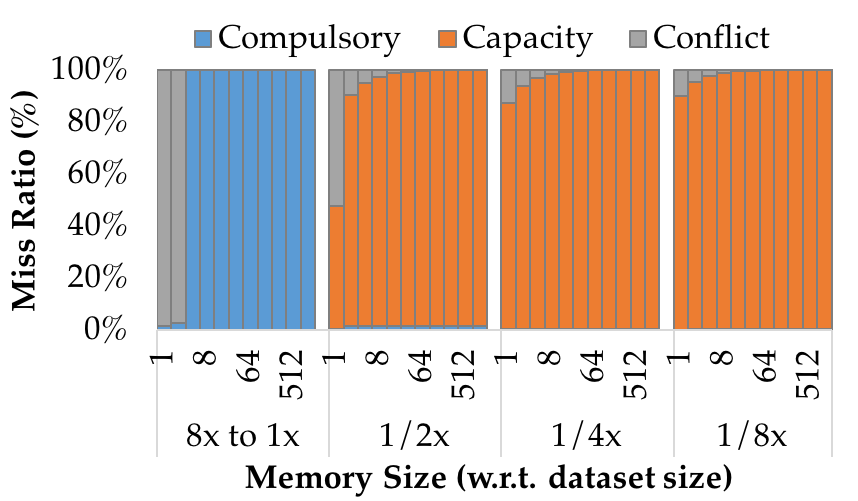 Compulsory Capacity Conflict
Miss Ratio (%)
100%
80%
60%
40%
20%
0%
1 8 64 512 1 8 64 512 1 8 64 512 1 8 64 512
8x to 1x 1/2x 1/4x 1/8x
Memory Size (w.r.t. dataset size)